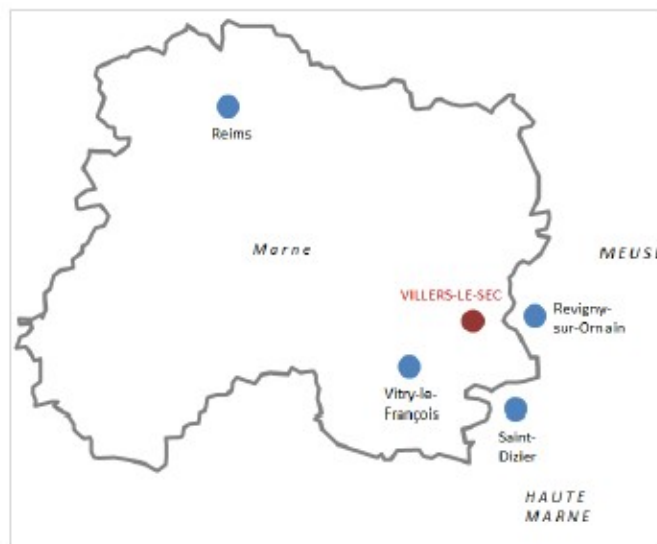 Reims
Marne
MEUSE
VILLERS-LE-SEC
Revigny-
sur-Ornain
Vitry-le-
François
Saint-
Dizier
HAUTE
MARNE